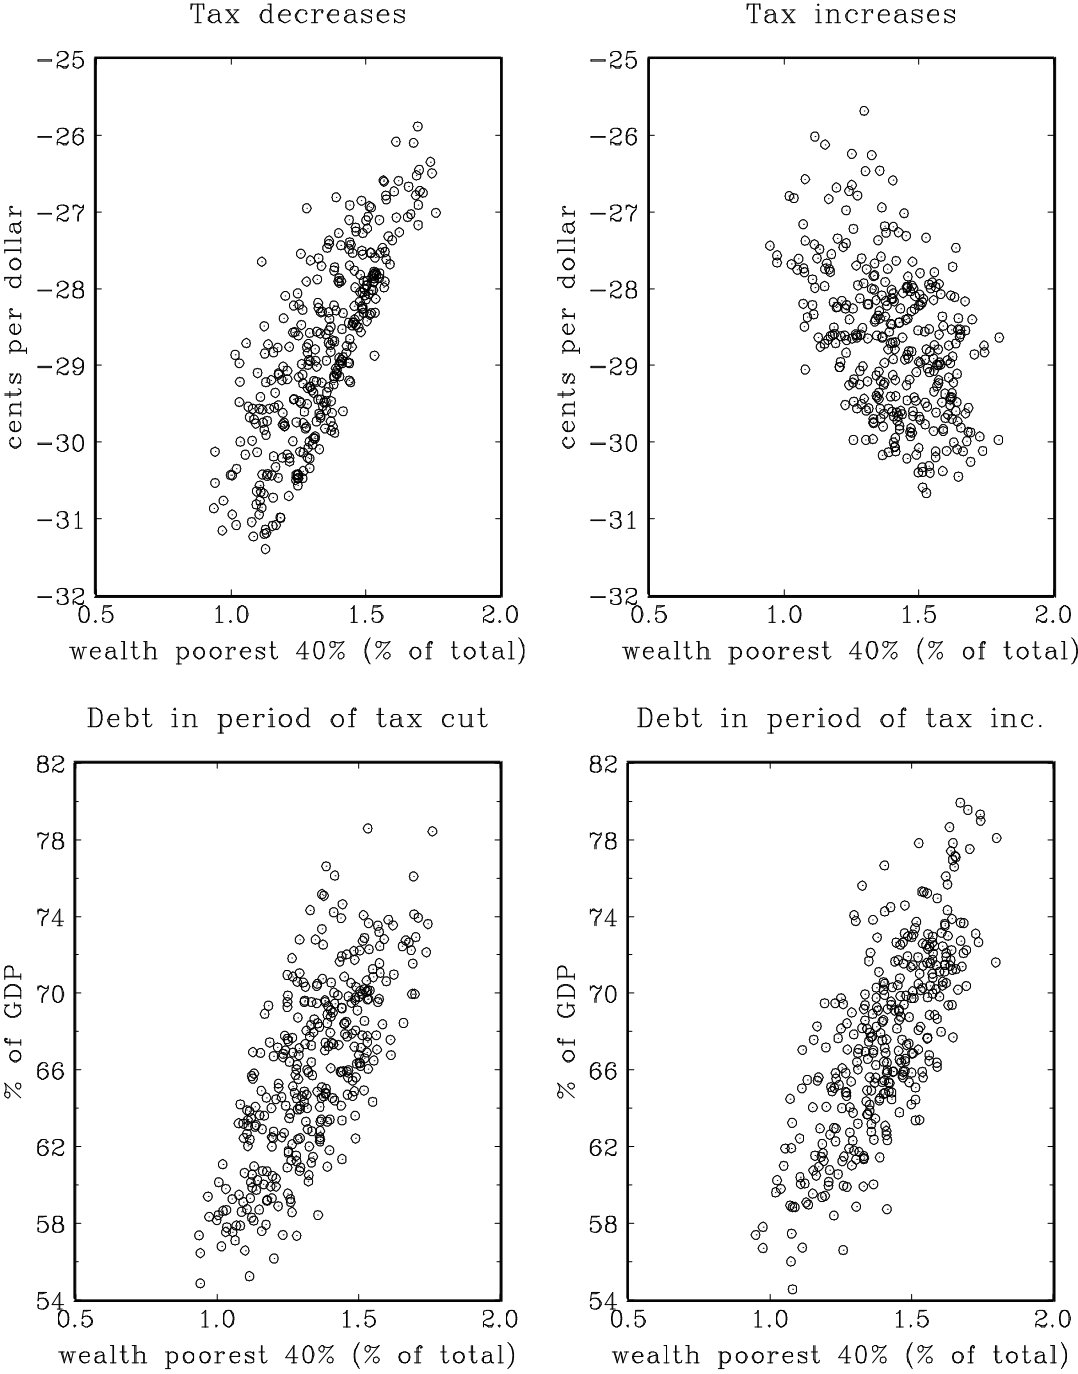 Tax decreases
cents per dollar
−25
−26
−27
−28
−29
−30
−31
−32
0.5 1.0 1.5 2.0
wealth poorest 40% (% of total)
Tax increases
cents per dollar
−25
−26
−27
−28
−29
−30
−31
−32
0.5 1.0 1.5 2.0
wealth poorest 40% (% of total)
Debt in period of tax cut
% of GDP
82
78
74
70
66
62
58
54
0.5 1.0 1.5 2.0
wealth poorest 40% (% of total)
Debt in period of tax inc.
% of GDP
82
78
74
70
66
62
58
54
0.5 1.0 1.5 2.0
wealth poorest 40% (% of total)